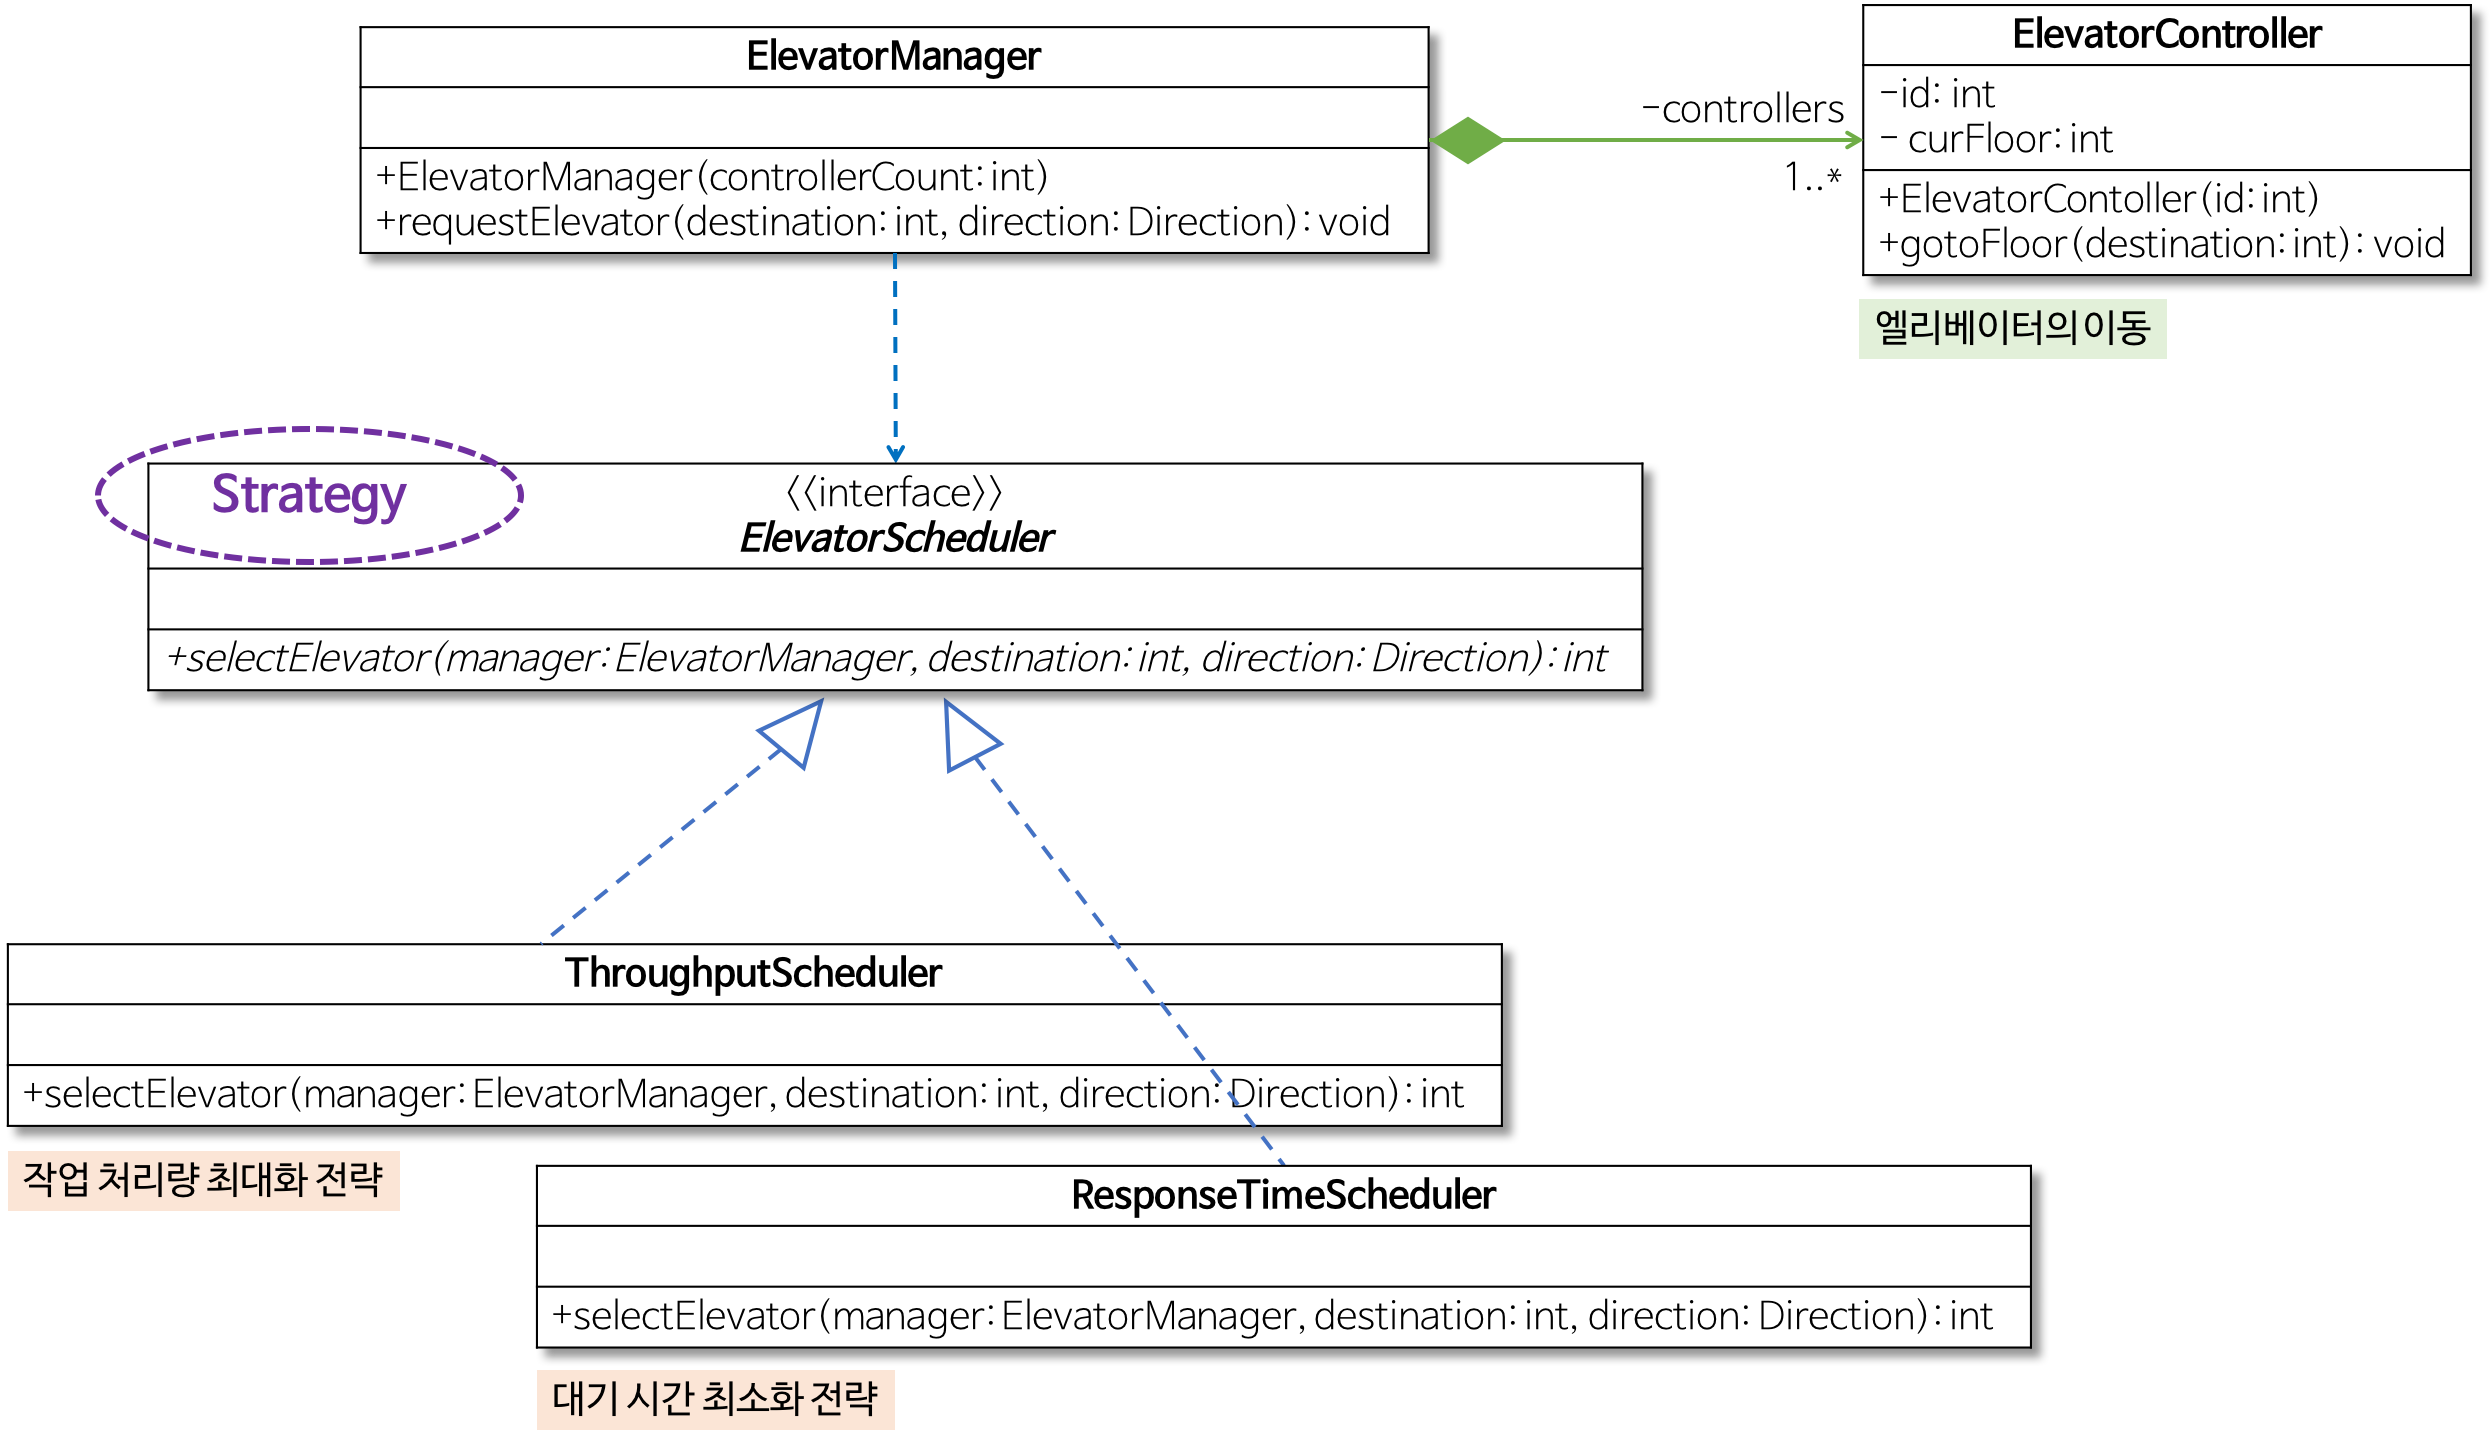 ElevatorManager
+ElevatorManager(controllerCount: int)
+requestElevator(destination: int, direction: Direction): void
-controllers
1..*
ElevatorController
-id: int
- curFloor: int
+ElevatorContoller(id: int)
+gotoFloor(destination: int): void
엘리베이터의 이동
Strategy
<<interface>>
ElevatorScheduler
+selectElevator(manager: ElevatorManager, destination: int, direction: Direction): int
ThroughputScheduler
+selectElevator(manager: ElevatorManager, destination: int, direction: Direction): int
작업 처리량 최대화 전략
ResponseTimeScheduler
+selectElevator(manager: ElevatorManager, destination: int, direction: Direction): int
대기 시간 최소화 전략